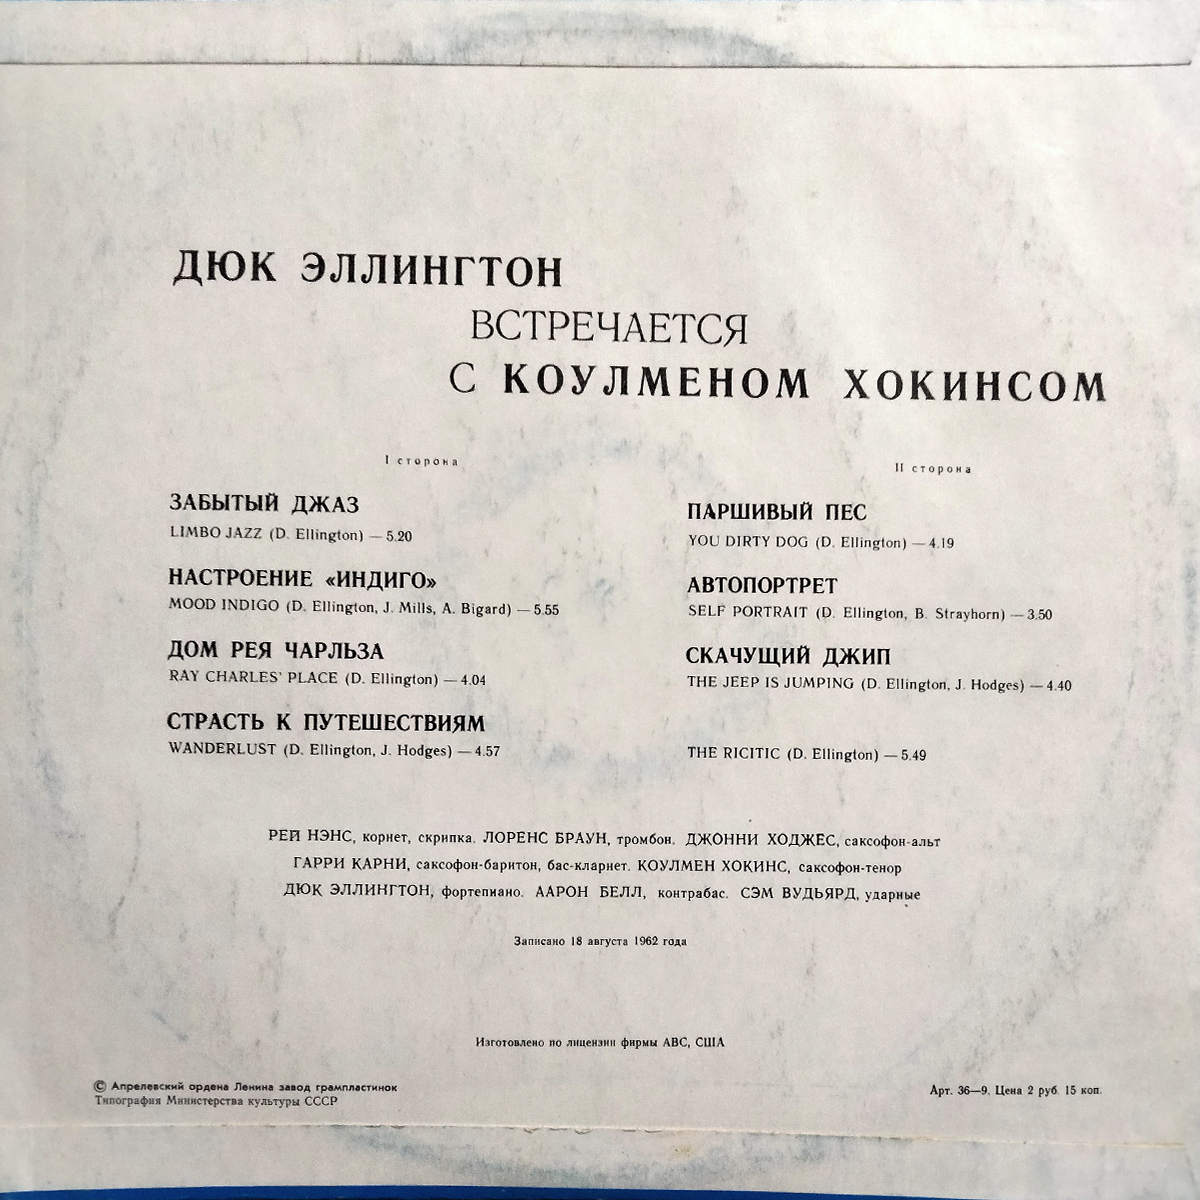 ДЮК ЭЛЛИНГТОН
ВСТРЕЧАЕТСЯ
С КОУЛМЕНОМ ХОКИНСОМ
I сторона
ЗАБЫТЫЙ ДЖАЗ
LIMBO JAZZ (D. Ellington) — 5.20
НАСТРОЕНИЕ «ИНДИГО»
MOOD INDIGO (D. Ellington, J. Mills, A. Bigard) — 5.55
ДОМ РЕЯ ЧАРЛЬЗА
RAY CHARLES' PLACE (D. Ellington) — 4.04
СТРАСТЬ К ПУТЕШЕСТВИЯМ
WANDERLUST (D. Ellington, J. Hodges) — 4.57
II сторона
ПАРШИВЫЙ ПЕС
YOU DIRTY DOG (D. Ellington) — 4.19
АВТОПОРТРЕТ
SELF PORTRAIT (D. Ellington, B. Strayhorn) — 3.50
СКАЧУЩИЙ ДЖИП
THE JEEP IS JUMPING (D. Ellington, J. Hodges) — 4.40
THE RICITIC (D. Ellington) — 5.49
РЕЙ НЭНС, корнет, скрипка. ЛОРЕНС БРАУН, тромбон. ДЖОННИ ХОДЖЕС, саксофон-альт
ГАРРИ КАРНИ, саксофон-баритон, бас-кларнет. КОУЛМЕН ХОКИНС, саксофон-тенор
ДЮК ЭЛЛИНГТОН, фортепиано. ААРОН БЕЛЛ, контрабас. СЭМ ВУДЬЯРД, ударные
Записано 18 августа 1962 года
Изготовлено по лицензии фирмы ABC, США
© Апрелевский ордена Ленина завод грампластинок
Типография Министерства культуры СССР
Арт. 36—9. Цена 2 руб. 15 коп.